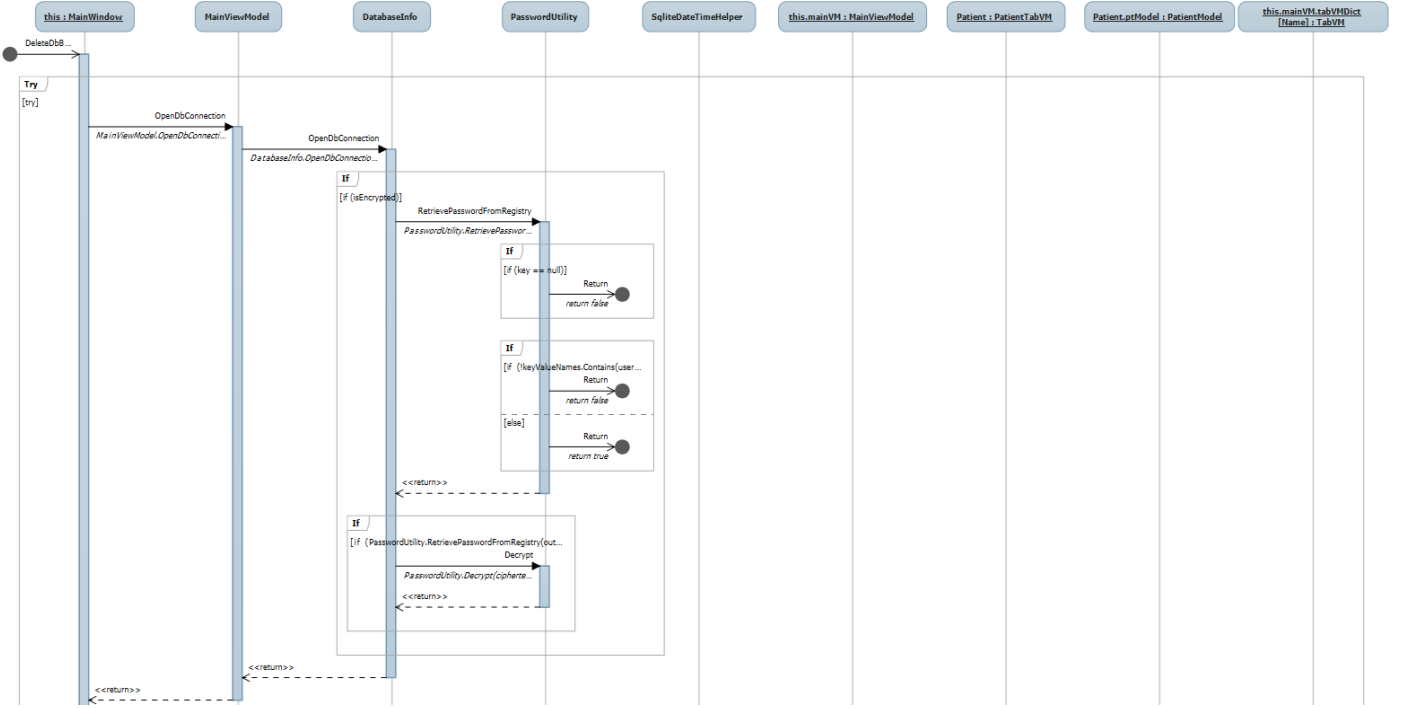 this : MainWindow
MainViewModel
DatabaseInfo
PasswordUtility
SqliteDateTimeHelper
this.mainVM : MainViewModel
Patient : PatientTabVM
Patient.ptModel : PatientModel
this.mainVM.tabVMDict
[Name] : TabVM
DeleteDbB...
Try
[try]
OpenDbConnection
MainViewModel.OpenDbConnecti...
OpenDbConnection
DatabaseInfo.OpenDbConnectio...
If
[if (isEncrypted)]
RetrievePasswordFromRegistry
PasswordUtility.RetrievePasswor...
If
[if (key == null)]
Return
return false
If
[if (!keyValueNames.Contains(user...
Return
return false
[else]
Return
return true
<<return>>
If
[if (PasswordUtility.RetrievePasswordFromRegistry(out...
Decrypt
PasswordUtility.Decrypt(cipherte...
<<return>>
<<return>>
<<return>>